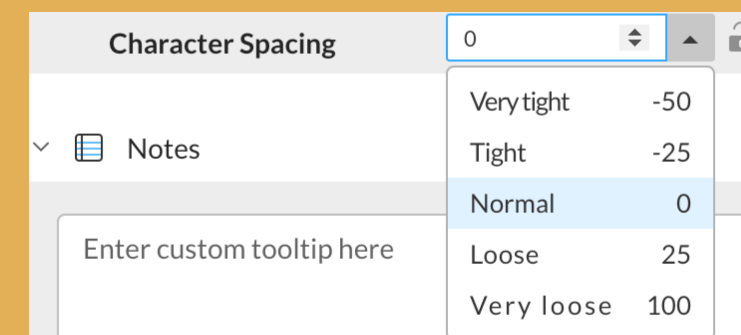 Character Spacing 0
Very tight -50
Notes
Tight -25
Normal 0
Enter custom tooltip here
Loose 25
Very loose 100